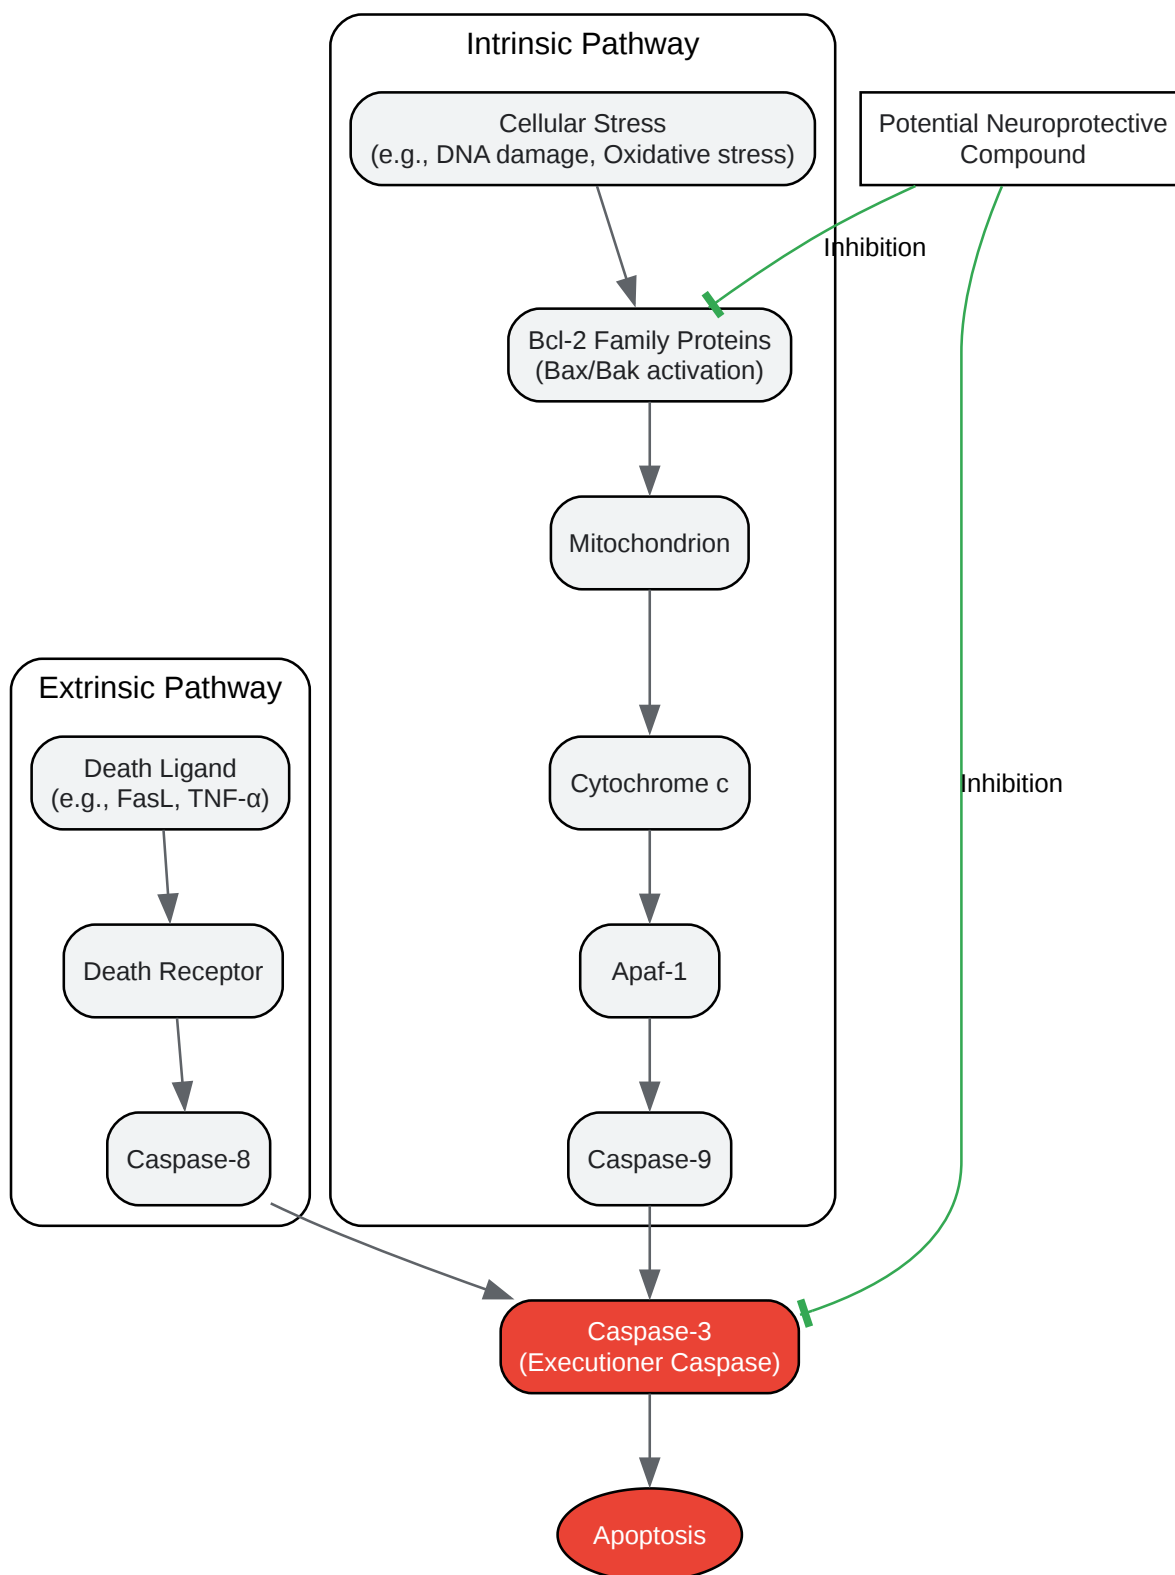 Intrinsic Pathway
Cellular Stress
(e.g., DNA damage, Oxidative stress)
Potential Neuroprotective
Compound
Inhibition
Bcl-2 Family Proteins
(Bax/Bak activation)
Mitochondrion
Extrinsic Pathway
Death Ligand
(e.g., FasL, TNF-α)
Cytochrome c
Inhibition
Death Receptor
Apaf-1
Caspase-8
Caspase-9
Caspase-3
(Executioner Caspase)
Apoptosis